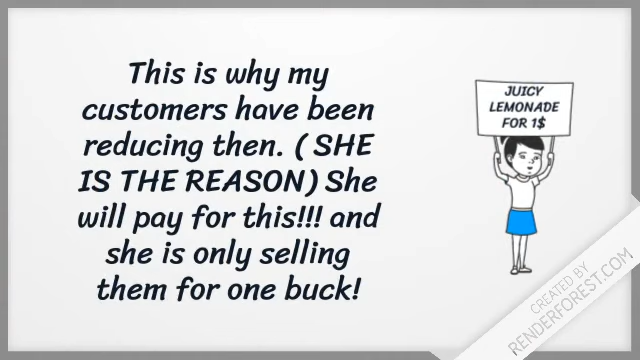 This is why my
customers have been
reducing then. ( SHE
IS THE REASON) She
will pay for this!!! and
she is only selling
them for one buck!
JUICY
LEMONADE
FOR 1$
CREATED BY
RENDERFOREST.COM